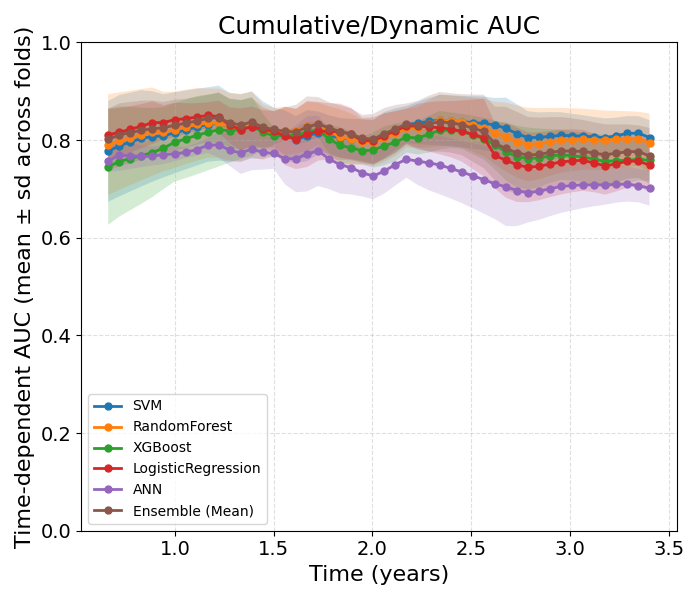 Cumulative/Dynamic AUC
Time-dependent AUC (mean ± sd across folds)
1.0
0.8
0.6
0.4
0.2
0.0
SVM
RandomForest
XGBoost
LogisticRegression
ANN
Ensemble (Mean)
1.0 1.5 2.0 2.5 3.0 3.5
Time (years)